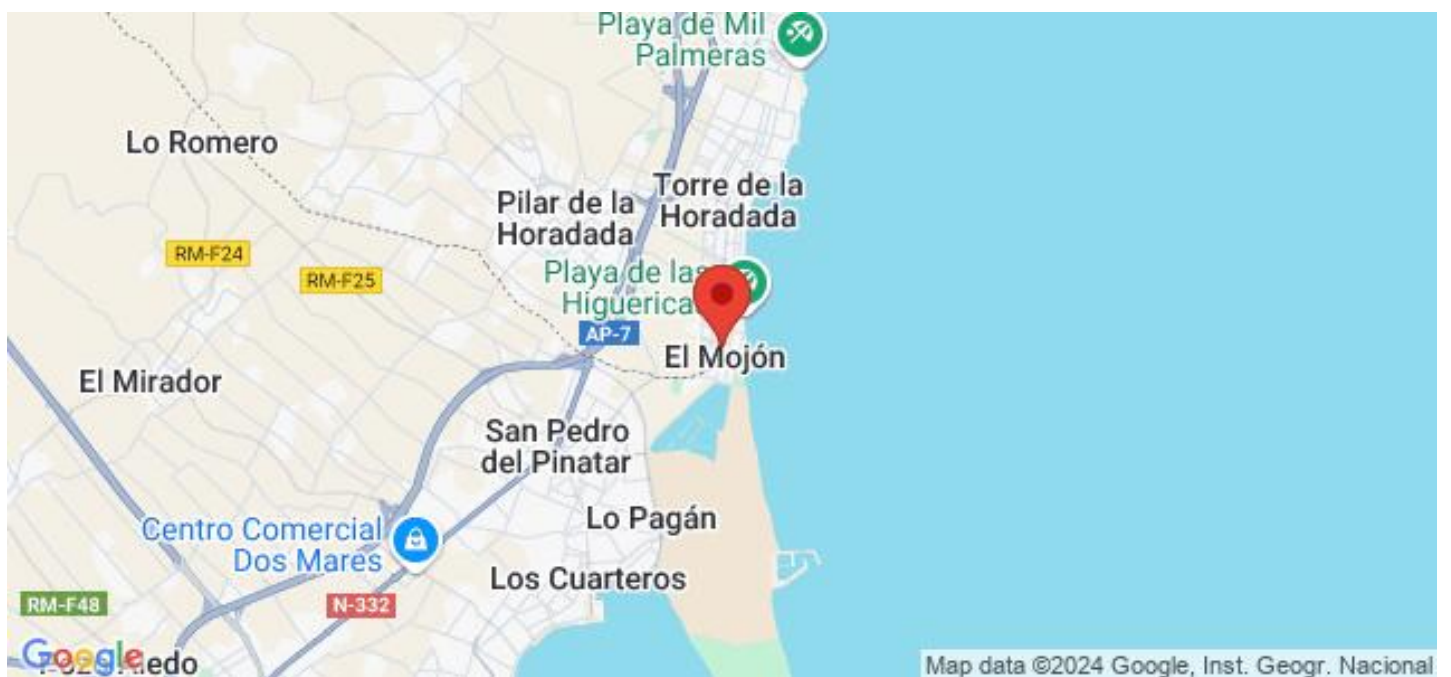 Playa de Mil
Palmeras
Lo Romero
Torre de la
Horadada
Pilar de la
Horadada
RM-F24
RM-F25
Playa de las
Higuerica
AP-7
El Mojón
El Mirador
San Pedro
del Pinatar
Lo Pagán
Centro Comercial
Dos Mares
Los Cuarteros
RM-F48
N-332
Google
Map data ©2024 Google, Inst. Geogr. Nacional